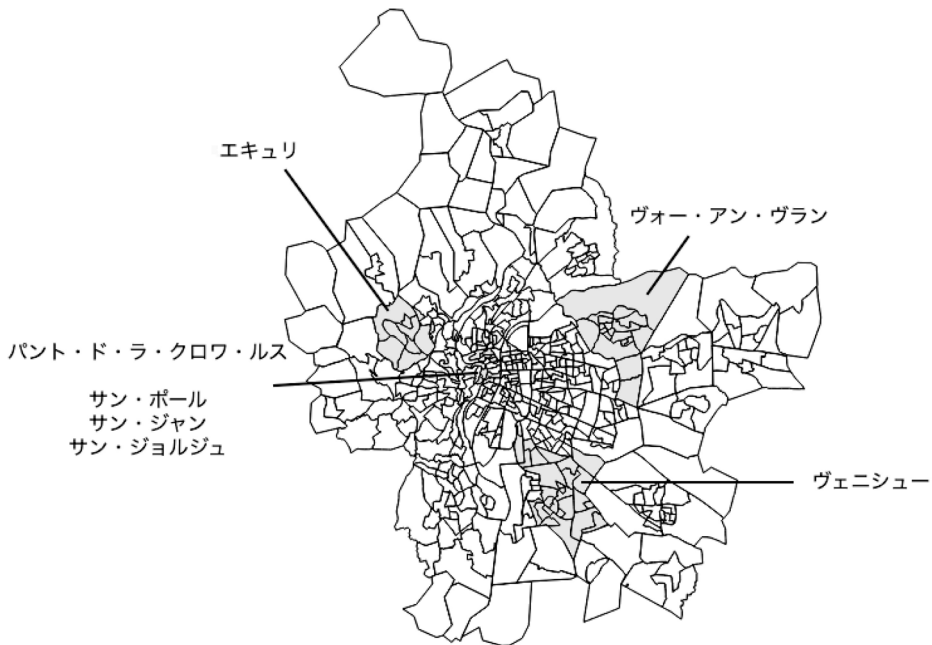 エキュリ
ヴォー・アン・ヴラン
パント・ド・ラ・クロワ・ルス
サン・ポール
サン・ジャン
サン・ジョルジュ
ヴェニシュー